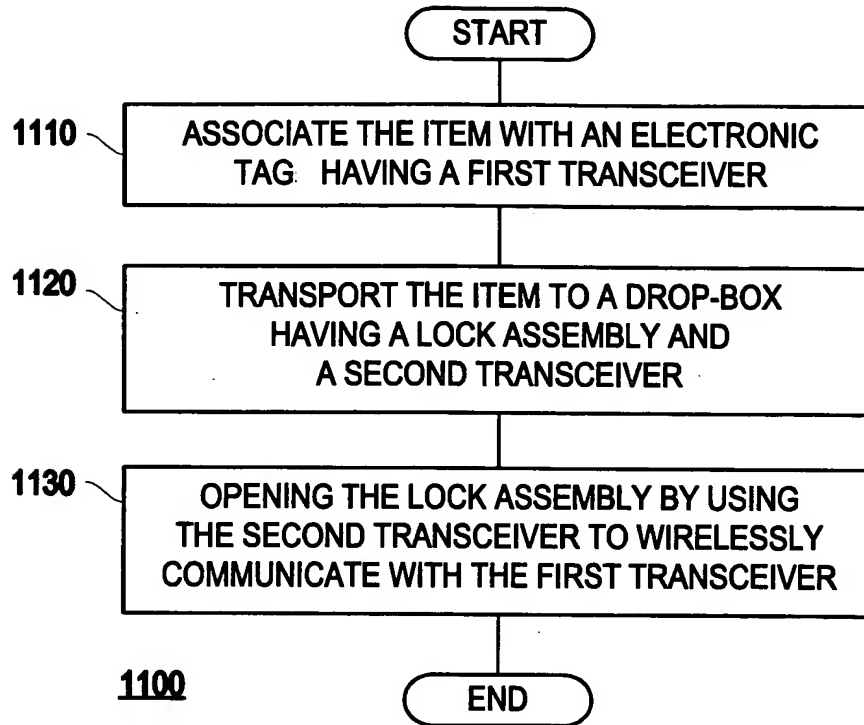 START
1110
ASSOCIATE THE ITEM WITH AN ELECTRONIC
TAG HAVING A FIRST TRANSCEIVER
1120
TRANSPORT THE ITEM TO A DROP-BOX
HAVING A LOCK ASSEMBLY AND
A SECOND TRANSCEIVER
1130
OPENING THE LOCK ASSEMBLY BY USING
THE SECOND TRANSCEIVER TO WIRELESSLY
COMMUNICATE WITH THE FIRST TRANSCEIVER
1100
END